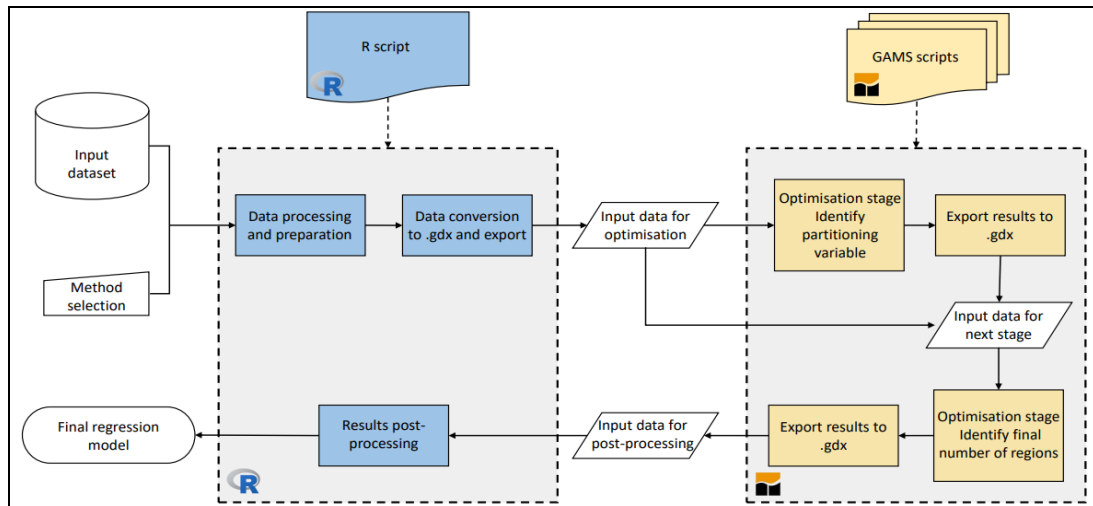 R script
R
GAMS scripts
Input
dataset
Method
selection
Data processing
and preparation
Data conversion
to .gdx and export
Input data for
optimisation
Optimisation stage
Identify
partitioning
variable
Export results to
.gdx
Input data for
next stage
Optimisation stage
Identify final
number of regions
Export results to
.gdx
Input data for
post-processing
Results post-
processing
Final regression
model
R